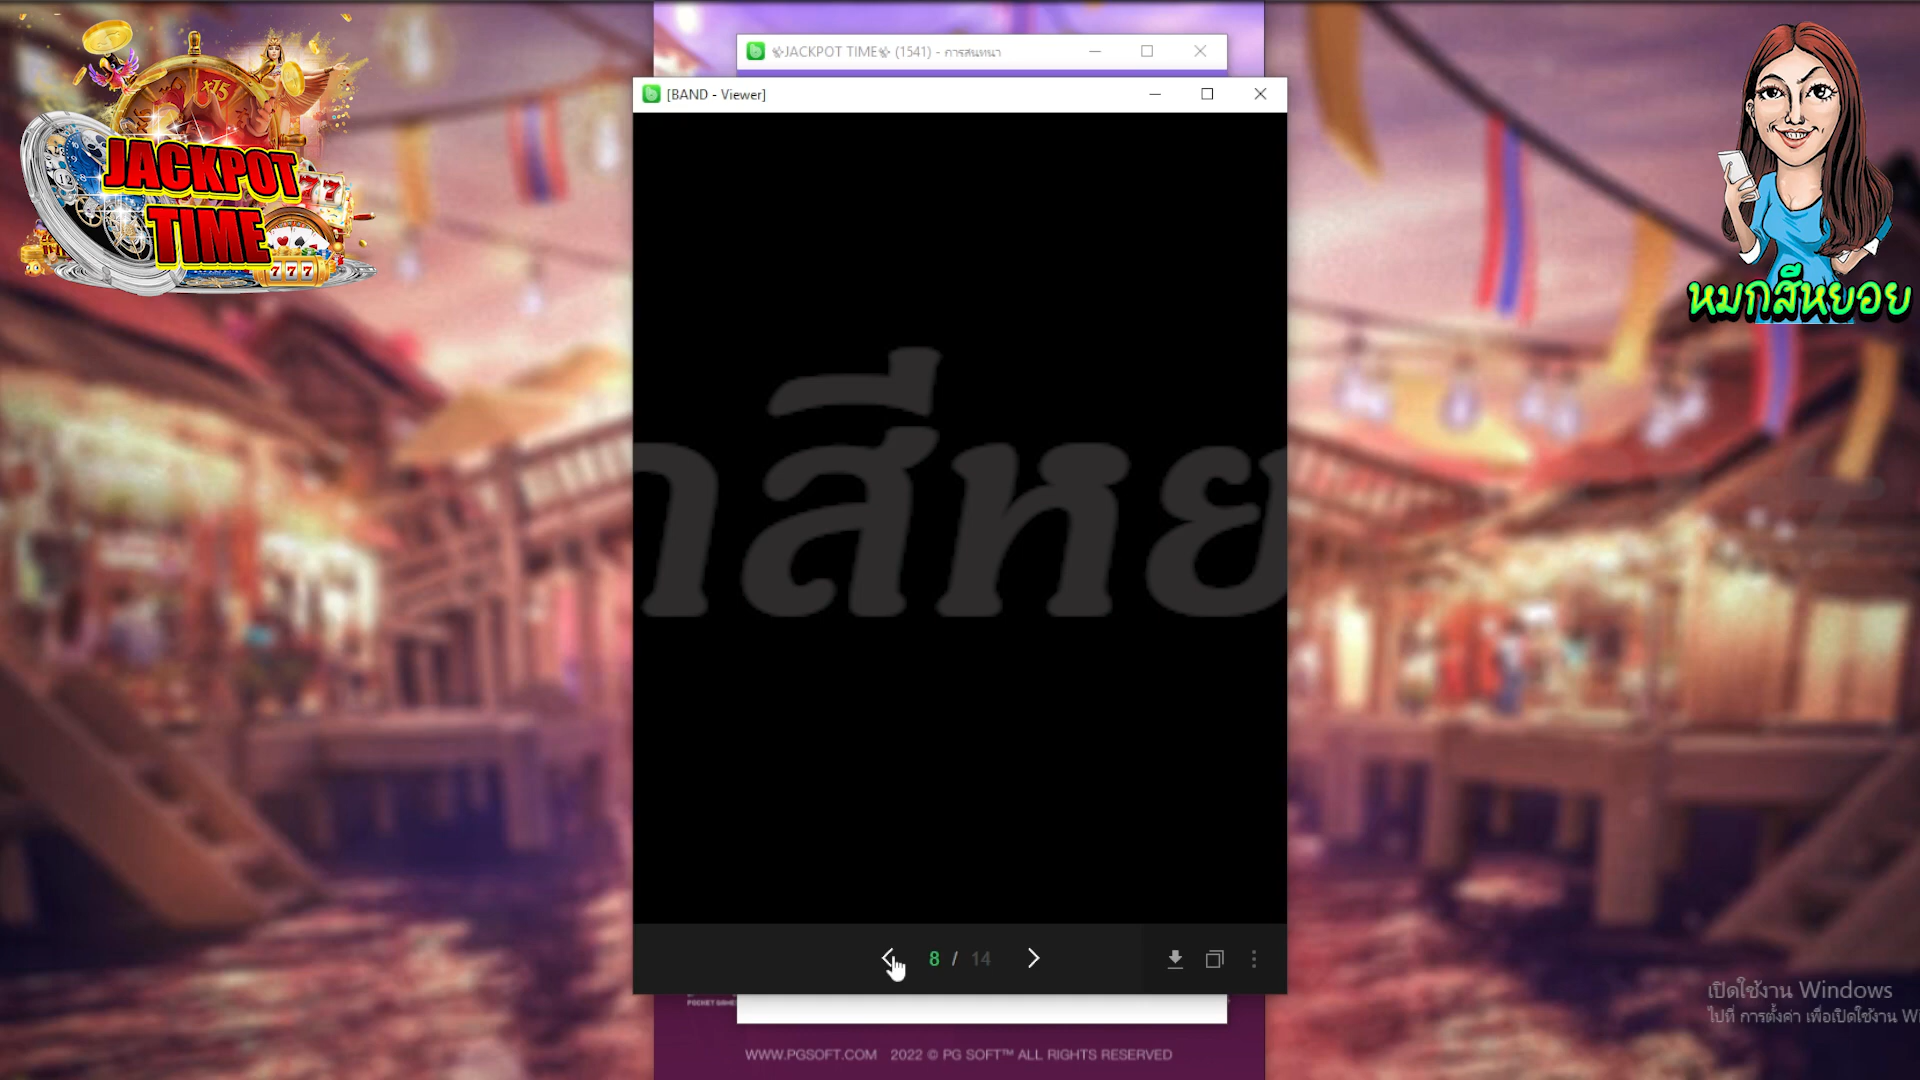 JACKPOT TIME (1541) - การสนทนา
[BAND - Viewer]
x15
JACKPOT
TIME
777
หมึกสีหยอย
กสีหย
8 / 14
เปิดใช้งาน Windows
ไปที่ การตั้งค่า เพื่อเปิดใช้งาน Wi
WWW.PGSOFT.COM 2022 © PG SOFT™ ALL RIGHTS RESERVED